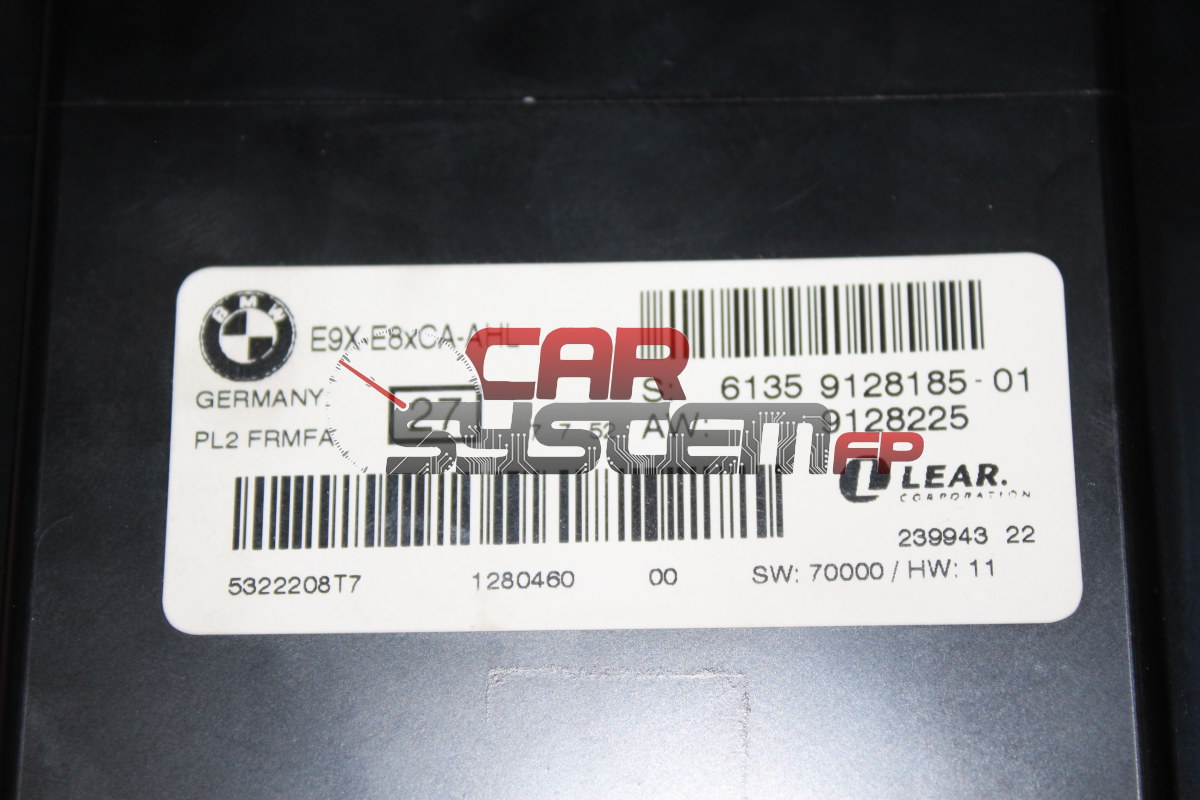 BMW
E9X-E8xCA-AHL
GERMANY
27
S: 6135 9128185-01
PL2 FRMFA
AW: 9128225
CAR
SYSTEM FP
LEAR.
CORPORATION
239943 22
5322208T7 1280460 00 SW: 70000 / HW: 11